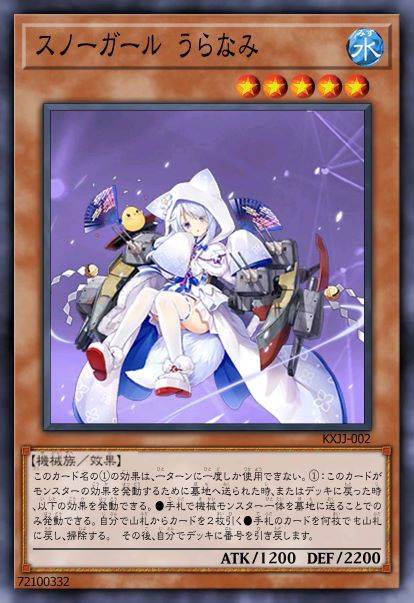 スノーガール うらなみ
みず
水
KXJJ-002
【機械族／効果】
このカード名の①の効果は、一ターンに一度しか使用できない。①：このカードが
モンスターの効果を発動するために墓地へ送られた時、またはデッキに戻った時
、以下の効果を発動できる。●手札で機械モンスター一体を墓地に送ることでの
み発動できる。自分で山札からカードを2枚引く●手札のカードを何枚でも山札
に戻し、掃除する。 その後、自分でデッキに番号を引き戻します。
ATK/1200 DEF/2200
72100332